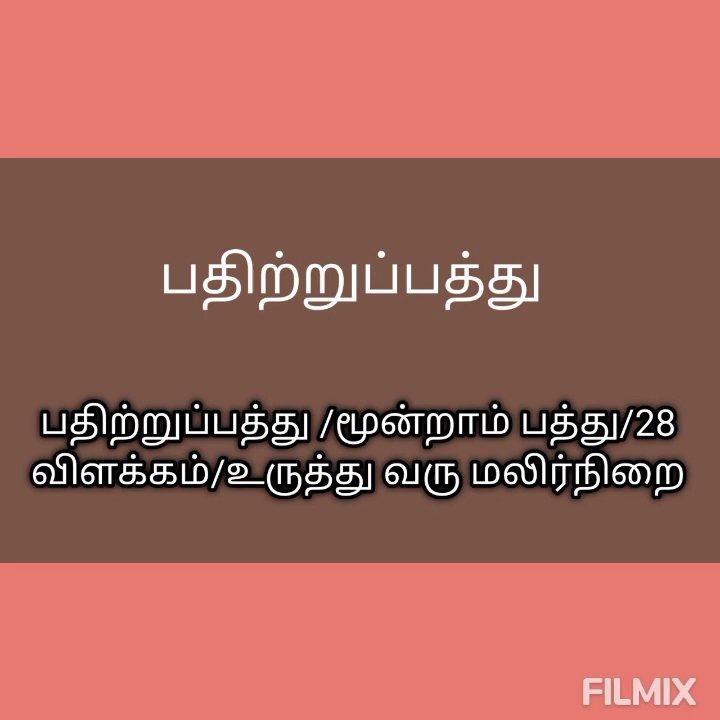 பதிற்றுப்பத்து
பதிற்றுப்பத்து /மூன்றாம் பத்து/28
விளக்கம்/உருத்து வரு மலிர்நிறை
FILMIX